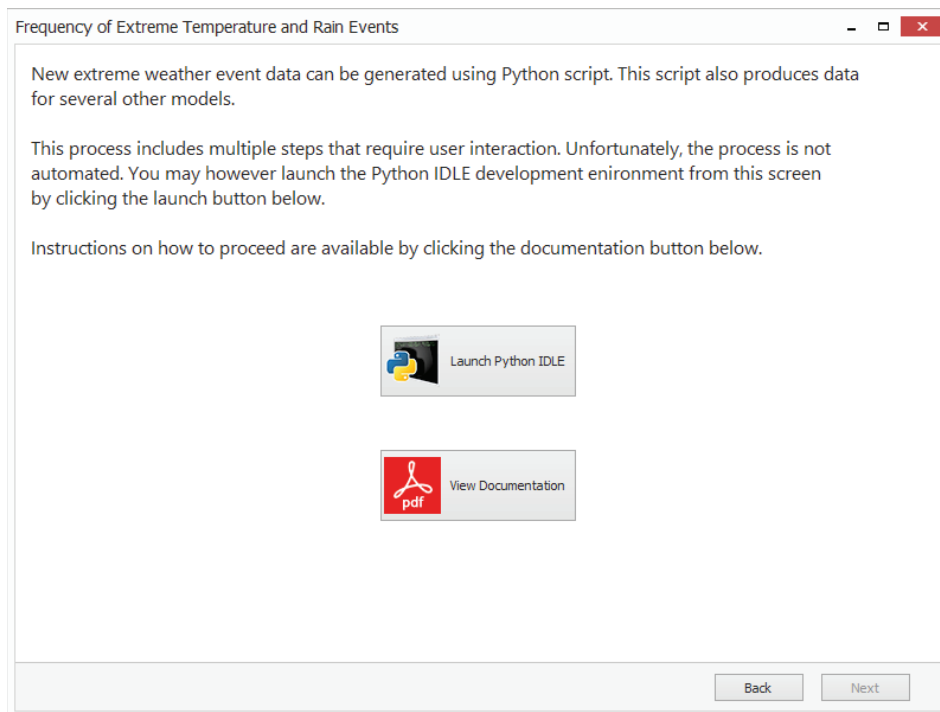 Frequency of Extreme Temperature and Rain Events
New extreme weather event data can be generated using Python script. This script also produces data
for several other models.
This process includes multiple steps that require user interaction. Unfortunately, the process is not
automated. You may however launch the Python IDLE development enironment from this screen
by clicking the launch button below.
Instructions on how to proceed are available by clicking the documentation button below.
Launch Python IDLE
View Documentation
pdf
Back
Next